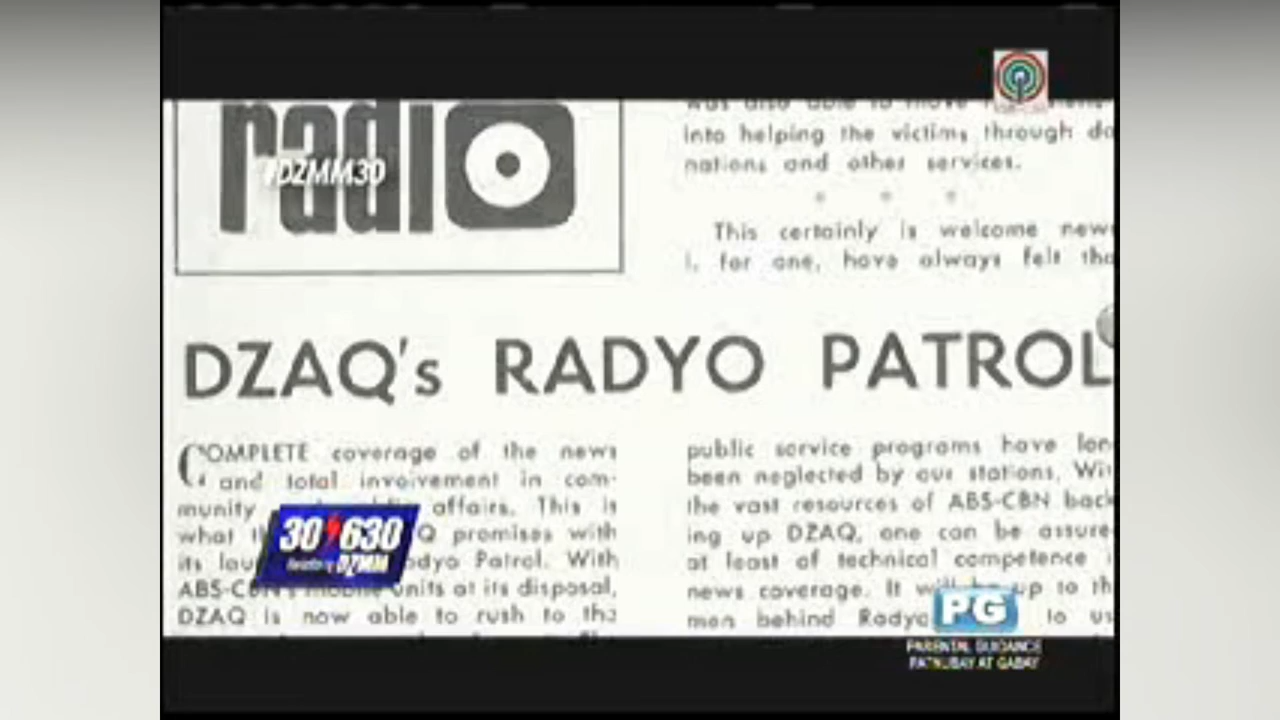 radio
#DZMM30
was also able to move
into helping the victims through do
nations and other services.
This certainly is welcome news
I, for one, have always felt tha
DZAQ's RADYO PATROL
COMPLETE coverage of the news
and total involvement in com-
munity affairs. This is
what Q promises with
its adyo Patrol. With
ABS-CBN's mobile units at its disposal,
DZAQ is now able to rush to the
public service programs have lon
been neglected by our stations. Wit
the vast resources of ABS-CBN back
ing up DZAQ, one can be assure
at least of technical competence
news coverage. It will be up to th
men behind Radyo to us
30 630
DZMM
PG
PARENTAL GUIDANCE
PATNUBAY AT GABAY